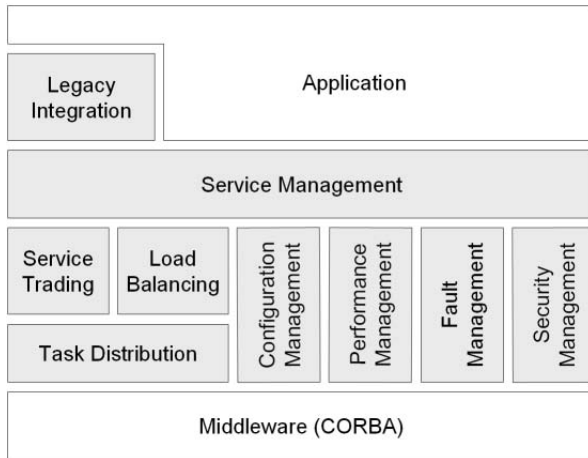 Legacy
Integration
Application
Service Management
Service
Trading
Load
Balancing
Task Distribution
Configuration
Management
Performance
Management
Fault
Management
Security
Management
Middleware (CORBA)